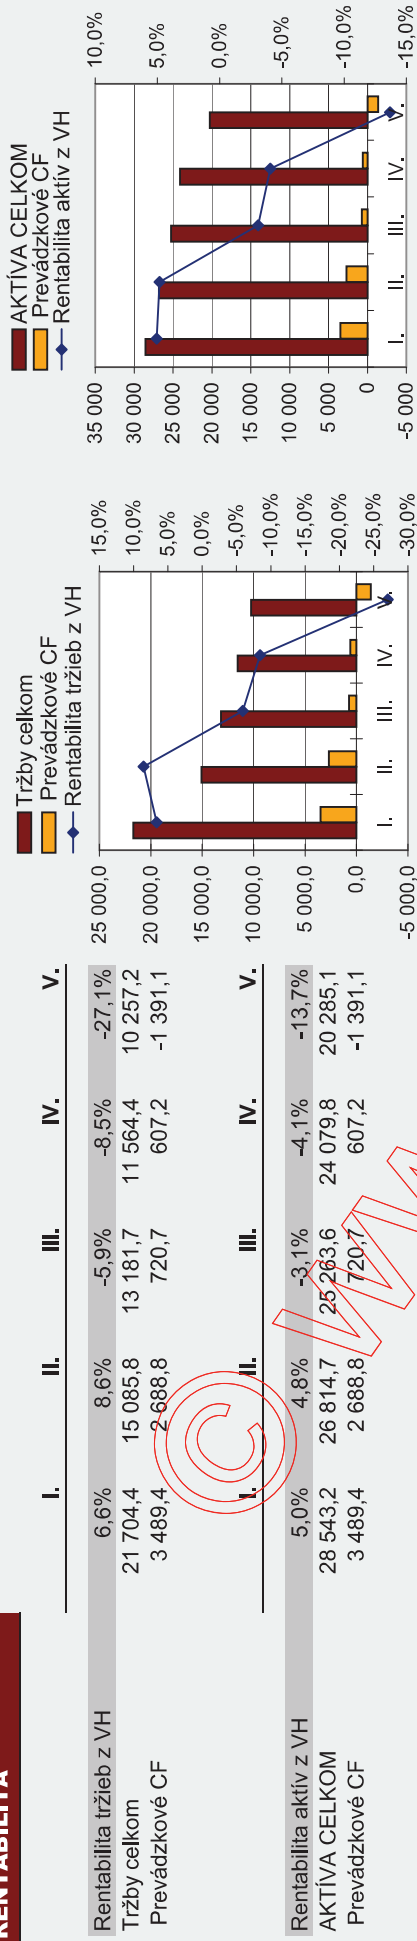 RENTABILITA
I. II. III. IV. V.
Rentabilita tržieb z VH 6,6% 8,6% -5,9% -8,5% -27,1%
Tržby celkom 21 704,4 15 085,8 13 181,7 11 564,4 10 257,2
Prevádzkové CF 3 489,4 2 688,8 720,7 607,2 -1 391,1
I. II. III. IV. V.
Rentabilita aktív z VH 5,0% 4,8% -3,1% -4,1% -13,7%
AKTÍVA CELKOM 28 543,2 26 814,7 25 263,6 24 079,8 20 285,1
Prevádzkové CF 3 489,4 2 688,8 720,7 607,2 -1 391,1
Tržby celkom
Prevádzkové CF
Rentabilita tržieb z VH
25 000,0 15,0%
20 000,0 10,0%
15 000,0 5,0%
10 000,0 0,0%
5 000,0 -5,0%
0,0 -10,0%
-5 000,0 -15,0%
-20,0%
-25,0%
-30,0%
I. II. III. IV. V.
AKTÍVA CELKOM
Prevádzkové CF
Rentabilita aktív z VH
35 000 10,0%
30 000 5,0%
25 000 0,0%
20 000 -5,0%
15 000 -10,0%
10 000 -15,0%
5 000
0
-5 000
I. II. III. IV. V.
© WW